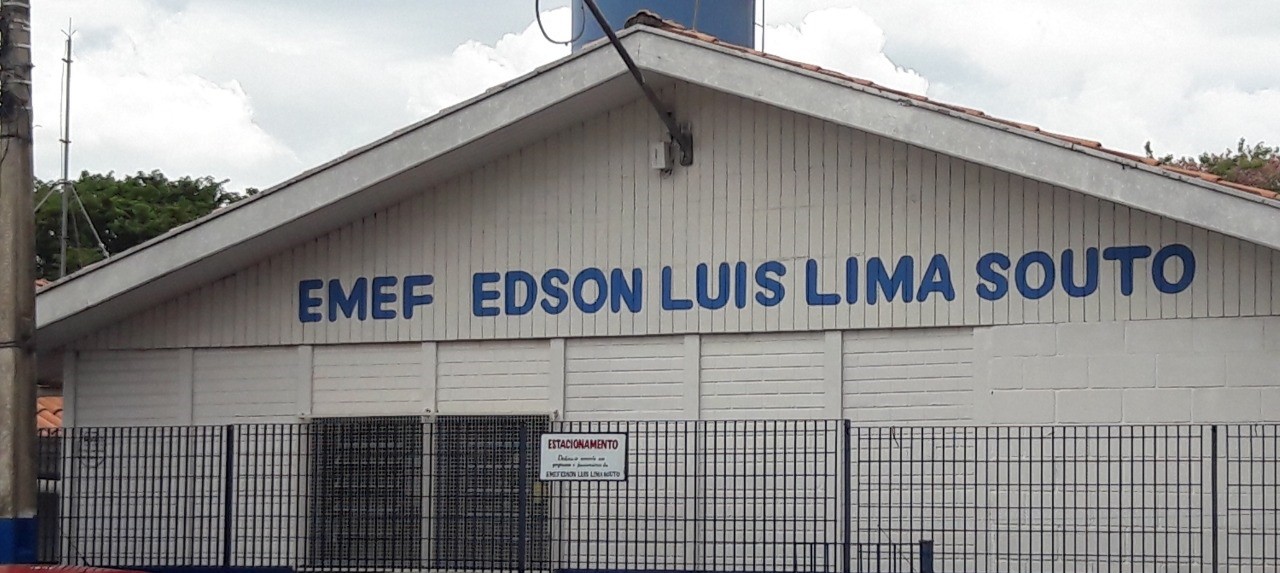 EMEF EDSON LUIS LIMA SOUTO
ESTACIONAMENTO
EMEF EDSON LUIS LIMA SOUTO